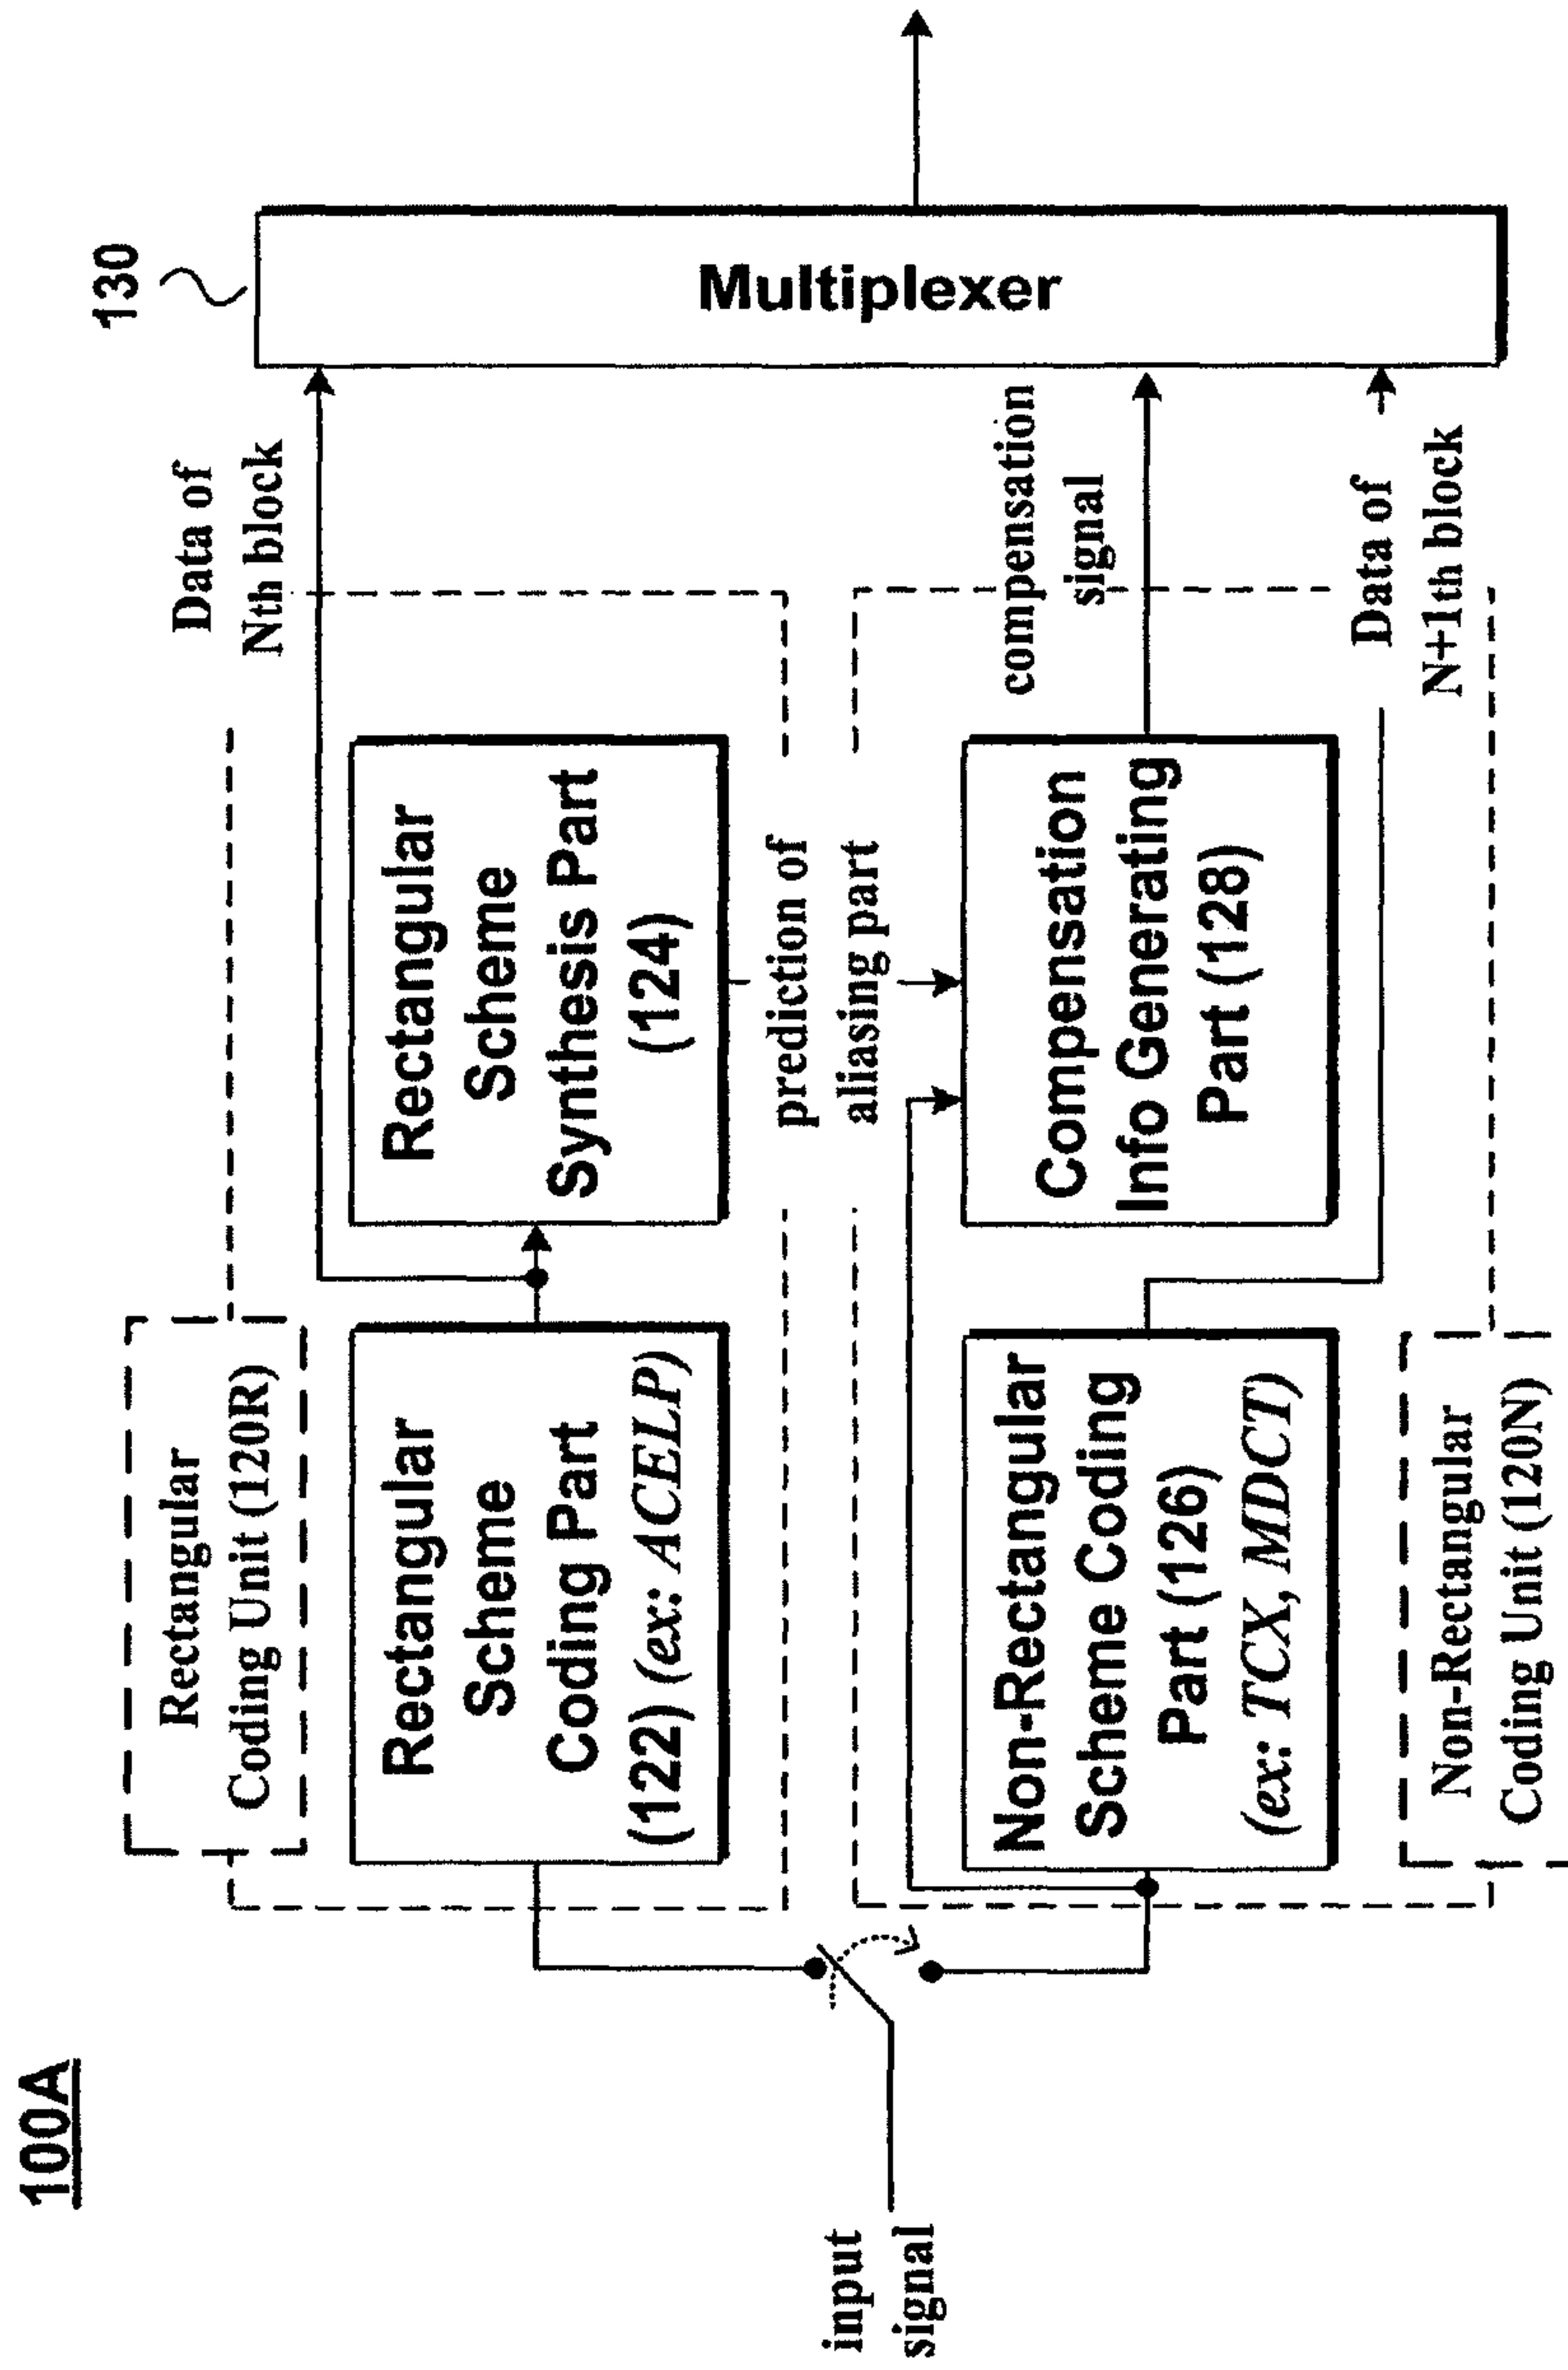 100A
input
signal
Rectangular
Coding Unit (120R)
Rectangular
Scheme
Coding Part
(122) (ex: ACELP)
Rectangular
Scheme
Synthesis Part
(124)
Data of
Nth block
prediction of
aliasing part
Non-Rectangular
Scheme Coding
Part (126)
(ex: TCX, MDCT)
Compensation
Info Generating
Part (128)
compensation
signal
Data of
N+1th block
Non-Rectangular
Coding Unit (120N)
130
Multiplexer